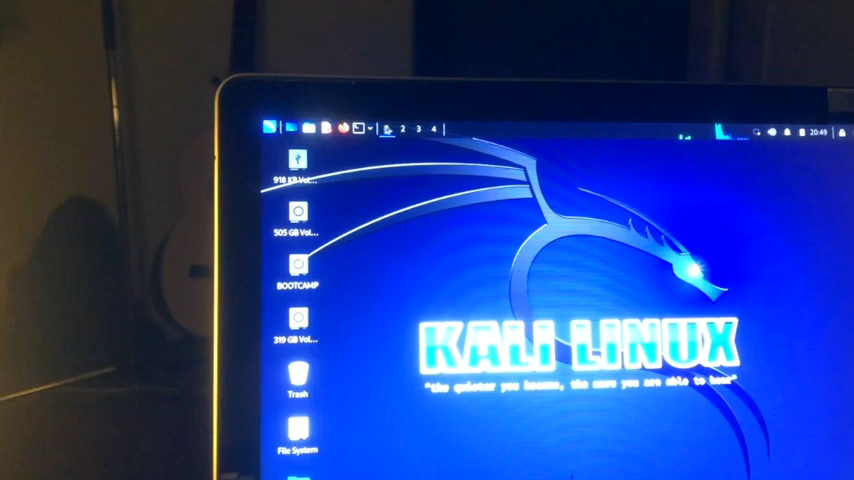 2 3 4 20:49
918 KB Vol...
505 GB Vol...
BOOTCAMP
319 GB Vol...
KALI LINUX
"the quieter you become, the more you are able to hear"
Trash
File System